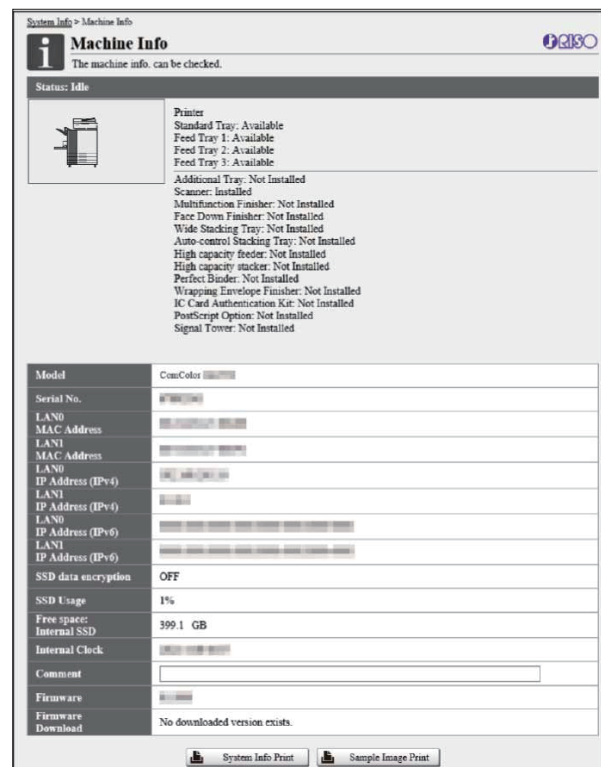 System Info > Machine Info
Machine Info
RISO
The machine info. can be checked.
Status: Idle
Printer
Standard Tray: Available
Feed Tray 1: Available
Feed Tray 2: Available
Feed Tray 3: Available
Additional Tray: Not Installed
Scanner: Installed
Multifunction Finisher: Not Installed
Face Down Finisher: Not Installed
Wide Stacking Tray: Not Installed
Auto-control Stacking Tray: Not Installed
High capacity feeder: Not Installed
High capacity stacker: Not Installed
Perfect Binder: Not Installed
Wrapping Envelope Finisher: Not Installed
IC Card Authentication Kit: Not Installed
PostScript Option: Not Installed
Signal Tower: Not Installed
Model ComColor
Serial No.
LAN0
MAC Address
LAN1
MAC Address
LAN0
IP Address (IPv4)
LAN1
IP Address (IPv4)
LAN0
IP Address (IPv6)
LAN1
IP Address (IPv6)
SSD data encryption OFF
SSD Usage 1%
Free space:
Internal SSD 399.1 GB
Internal Clock
Comment
Firmware
Firmware
Download No downloaded version exists.
System Info Print Sample Image Print